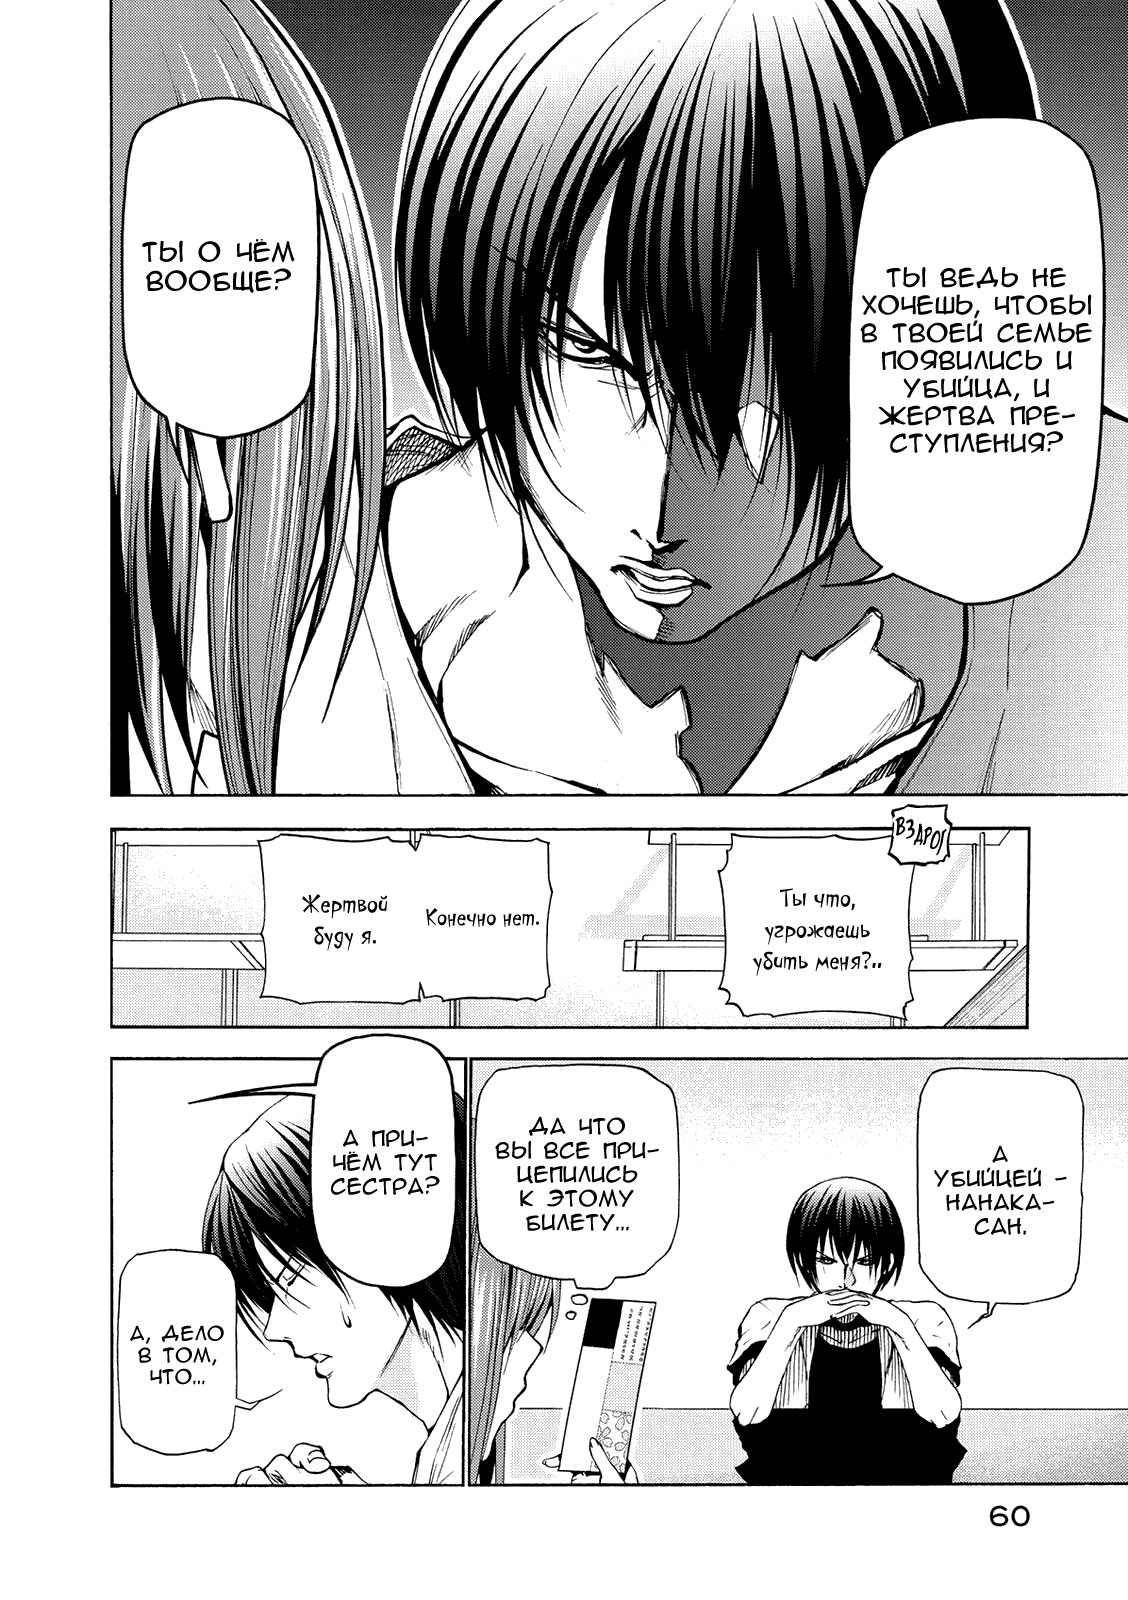 ТЫ ВЕДЬ НЕ
ХОЧЕШЬ, ЧТОБЫ
В ТВОЕЙ СЕМЬЕ
ПОЯВИЛИСЬ И
УБИЙЦА, И
ЖЕРТВА ПРЕ-
СТУПЛЕНИЯ?
ТЫ О ЧЁМ
ВООБЩЕ?
ВЗДРОГ
Ты что,
угрожаешь
убить меня?..
Конечно нет.
Жертвой
буду я.
А
УБИЙЦЕЙ -
НАНАКА-
САН.
ДА ЧТО
ВЫ ВСЕ ПРИ-
ЦЕПИЛИСЬ
К ЭТОМУ
БИЛЕТУ...
А ПРИ-
ЧЁМ ТУТ
СЕСТРА?
А, ДЕЛО
В ТОМ,
ЧТО...
60